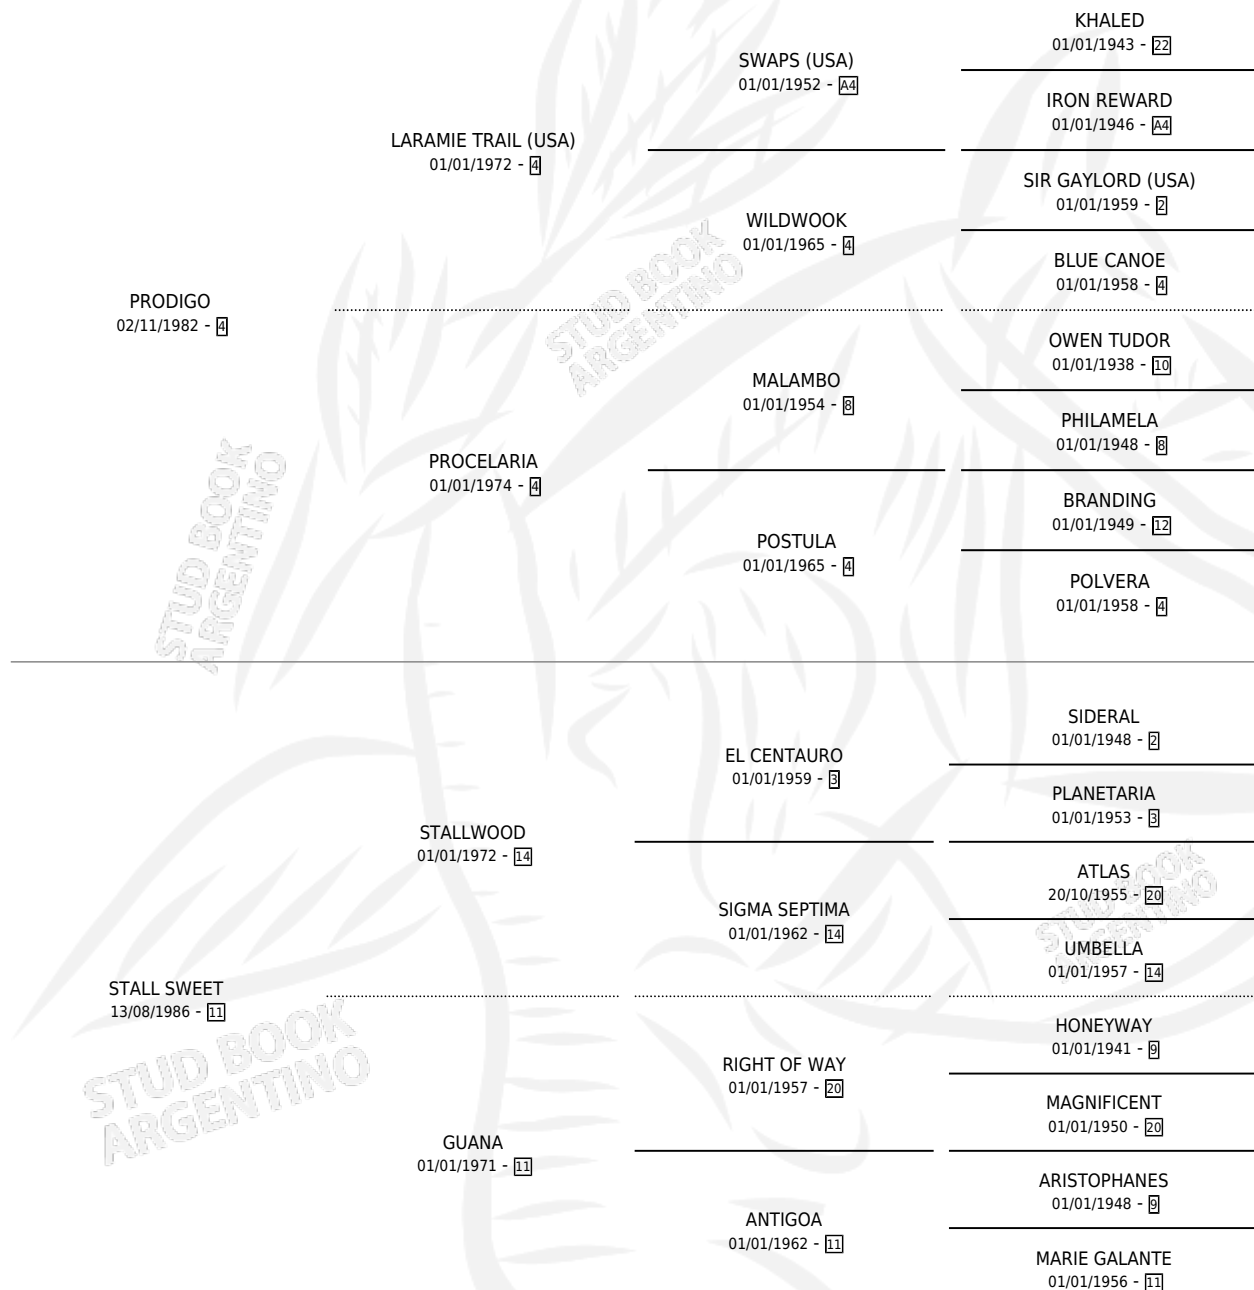 KHALED
01/01/1943 - 22
SWAPS (USA)
01/01/1952 - A4
IRON REWARD
01/01/1946 - A4
LARAMIE TRAIL (USA)
01/01/1972 - 4
SIR GAYLORD (USA)
01/01/1959 - 2
WILDWOOK
01/01/1965 - 4
BLUE CANOE
01/01/1958 - 4
PRODIGO
02/11/1982 - 4
STUD BOOK
ARGENTINO
OWEN TUDOR
01/01/1938 - 10
MALAMBO
01/01/1954 - 8
PHILAMELA
01/01/1948 - 8
PROCELARIA
01/01/1974 - 4
BRANDING
01/01/1949 - 12
POSTULA
01/01/1965 - 4
POLVERA
01/01/1958 - 4
STUD BOOK
ARGENTINO
SIDERAL
01/01/1948 - 2
EL CENTAURO
01/01/1959 - 3
PLANETARIA
01/01/1953 - 3
STALLWOOD
01/01/1972 - 14
ATLAS
20/10/1955 - 20
SIGMA SEPTIMA
01/01/1962 - 14
STUD BOOK
ARGENTINO
UMBELLA
01/01/1957 - 14
STALL SWEET
13/08/1986 - 11
STUD BOOK
ARGENTINO
HONEYWAY
01/01/1941 - 9
RIGHT OF WAY
01/01/1957 - 20
MAGNIFICENT
01/01/1950 - 20
GUANA
01/01/1971 - 11
ARISTOPHANES
01/01/1948 - 9
ANTIGOA
01/01/1962 - 11
MARIE GALANTE
01/01/1956 - 11